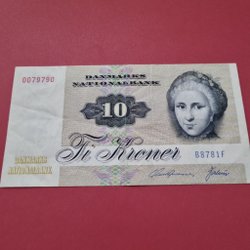 DANMARKS
NATIONALBANK
0079790
10
Ti Kroner
B8781F
DANMARKS
NATIONALBANK